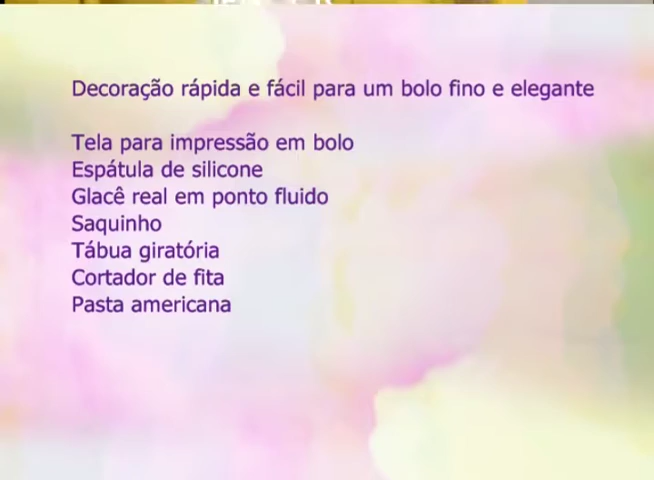 Decoração rápida e fácil para um bolo fino e elegante
Tela para impressão em bolo
Espátula de silicone
Glacê real em ponto fluido
Saquinho
Tábua giratória
Cortador de fita
Pasta americana